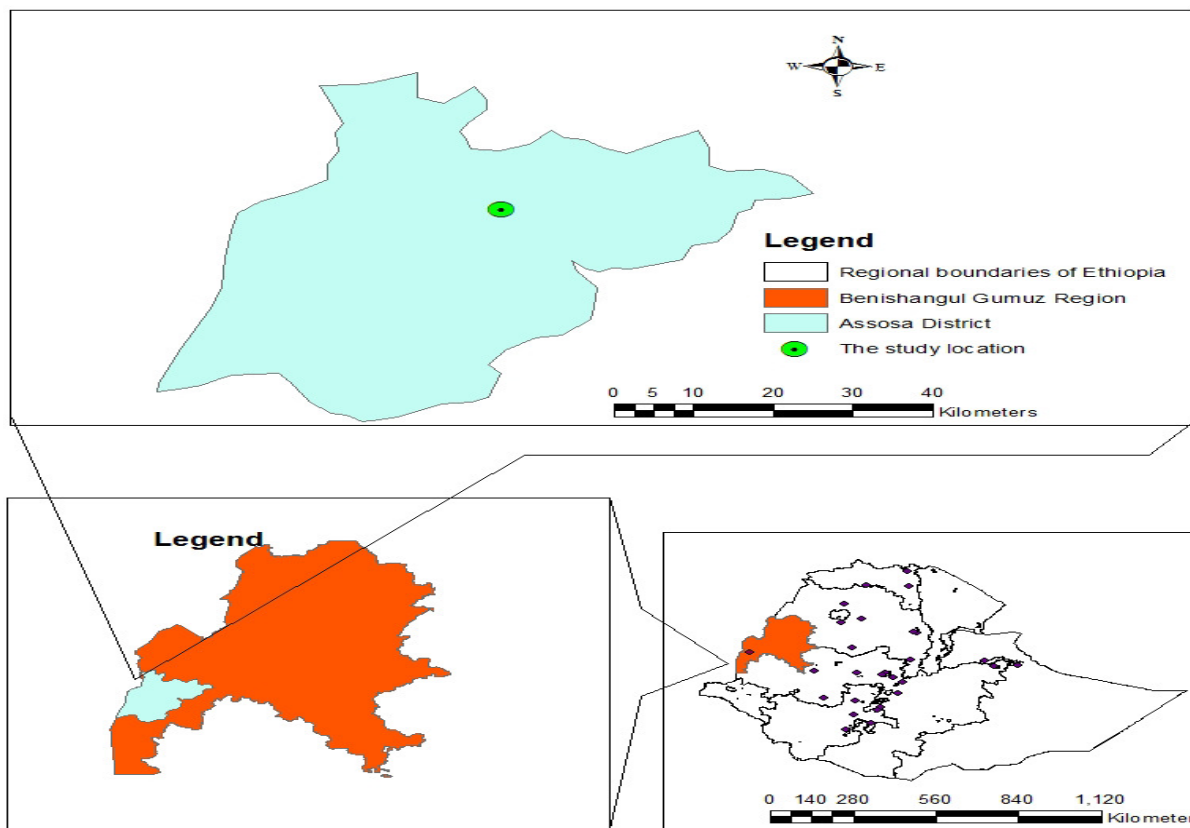 N
W E
S
Legend
Regional boundaries of Ethiopia
Benishangul Gumuz Region
Assosa District
The study location
0 5 10 20 30 40
Kilometers
Legend
0 140 280 560 840 1,120
Kilometer